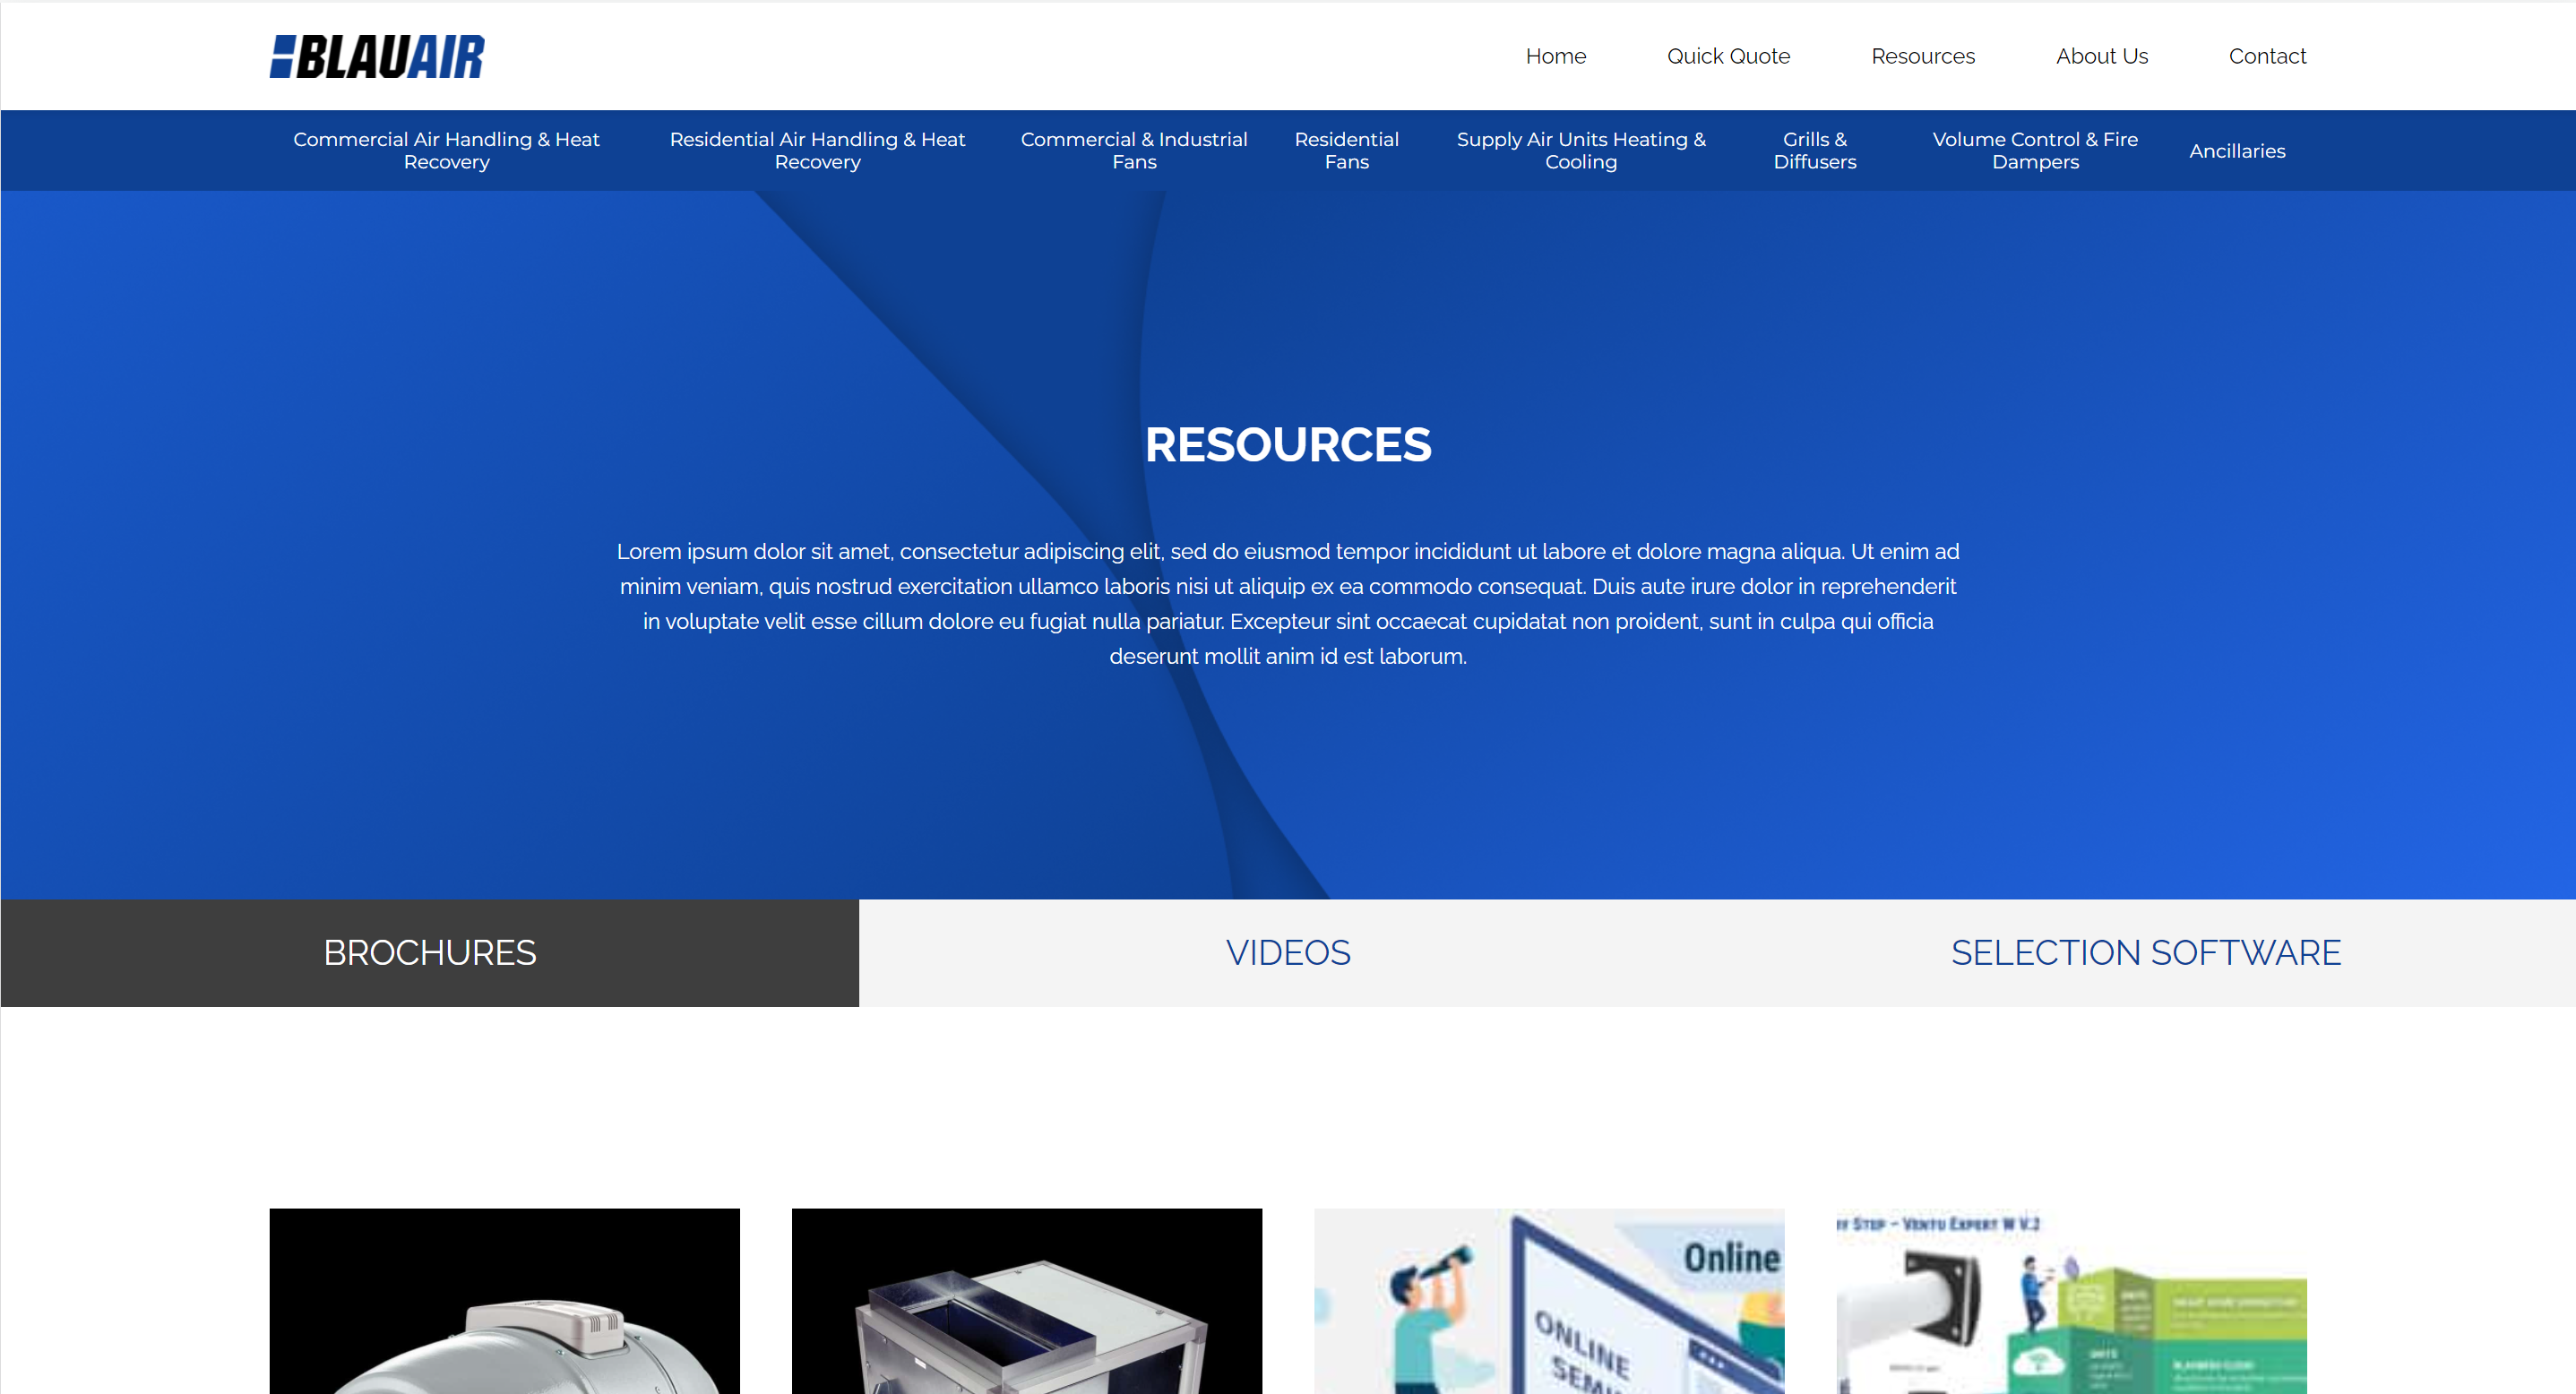 BLAUAIR
Home Quick Quote Resources About Us Contact
Commercial Air Handling & Heat
Recovery
Residential Air Handling & Heat
Recovery
Commercial & Industrial
Fans
Residential
Fans
Supply Air Units Heating &
Cooling
Grills &
Diffusers
Volume Control & Fire
Dampers
Ancillaries
RESOURCES
Lorem ipsum dolor sit amet, consectetur adipiscing elit, sed do eiusmod tempor incididunt ut labore et dolore magna aliqua. Ut enim ad
minim veniam, quis nostrud exercitation ullamco laboris nisi ut aliquip ex ea commodo consequat. Duis aute irure dolor in reprehenderit
in voluptate velit esse cillum dolore eu fugiat nulla pariatur. Excepteur sint occaecat cupidatat non proident, sunt in culpa qui officia
deserunt mollit anim id est laborum.
BROCHURES
VIDEOS
SELECTION SOFTWARE
Online
ONLINE
Step – Vento Expert W V.2
UNITS